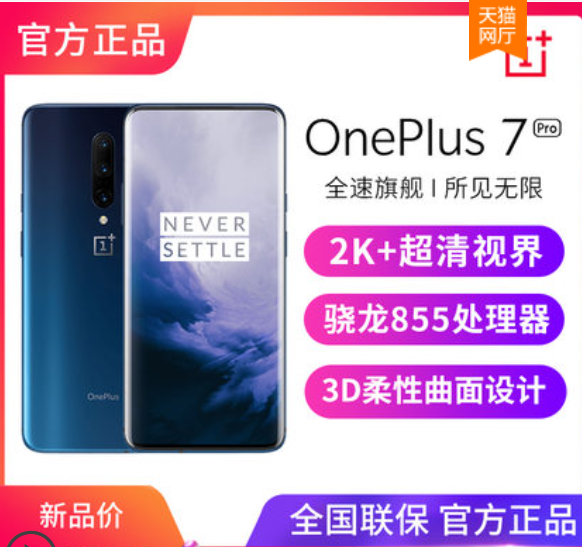 官方正品
天猫
网厅
1+
OnePlus 7 Pro
全速旗舰 | 所见无限
NEVER
SETTLE
2K+超清视界
1+
骁龙855处理器
3D柔性曲面设计
OnePlus
新品价
全国联保 官方正品